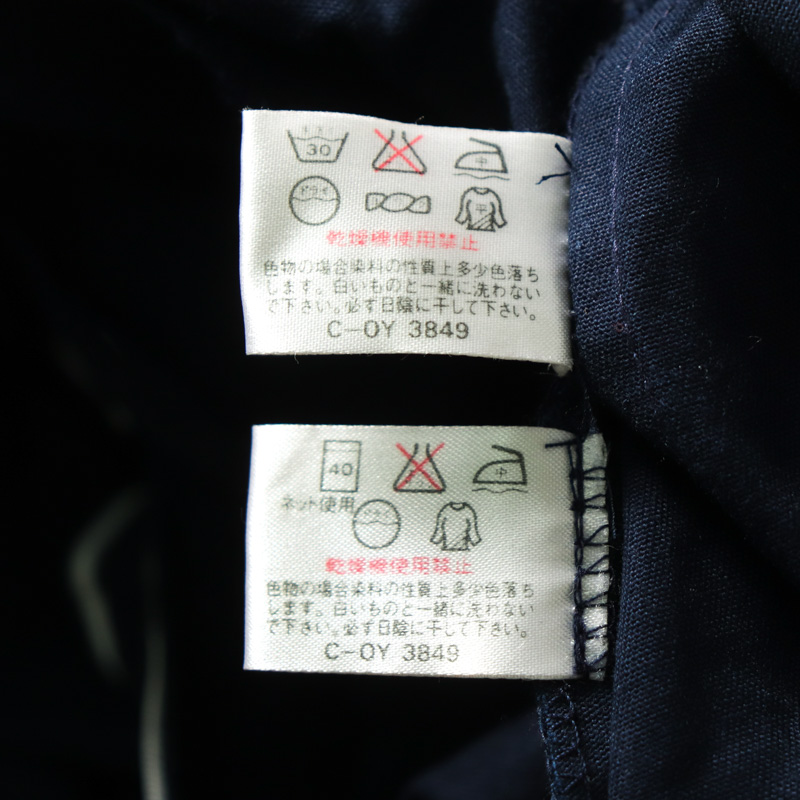 30
中
ドライ
平
乾燥機使用禁止
色物の場合染料の性質上多少色落ち
します。白いものと一緒に洗わない
で下さい。必ず日陰に干して下さい。
C-OY 3849
40
中
ネット使用
ドライ
乾燥機使用禁止
色物の場合染料の性質上多少色落ち
します。白いものと一緒に洗わない
で下さい。必ず日陰に干して下さい。
C-OY 3849